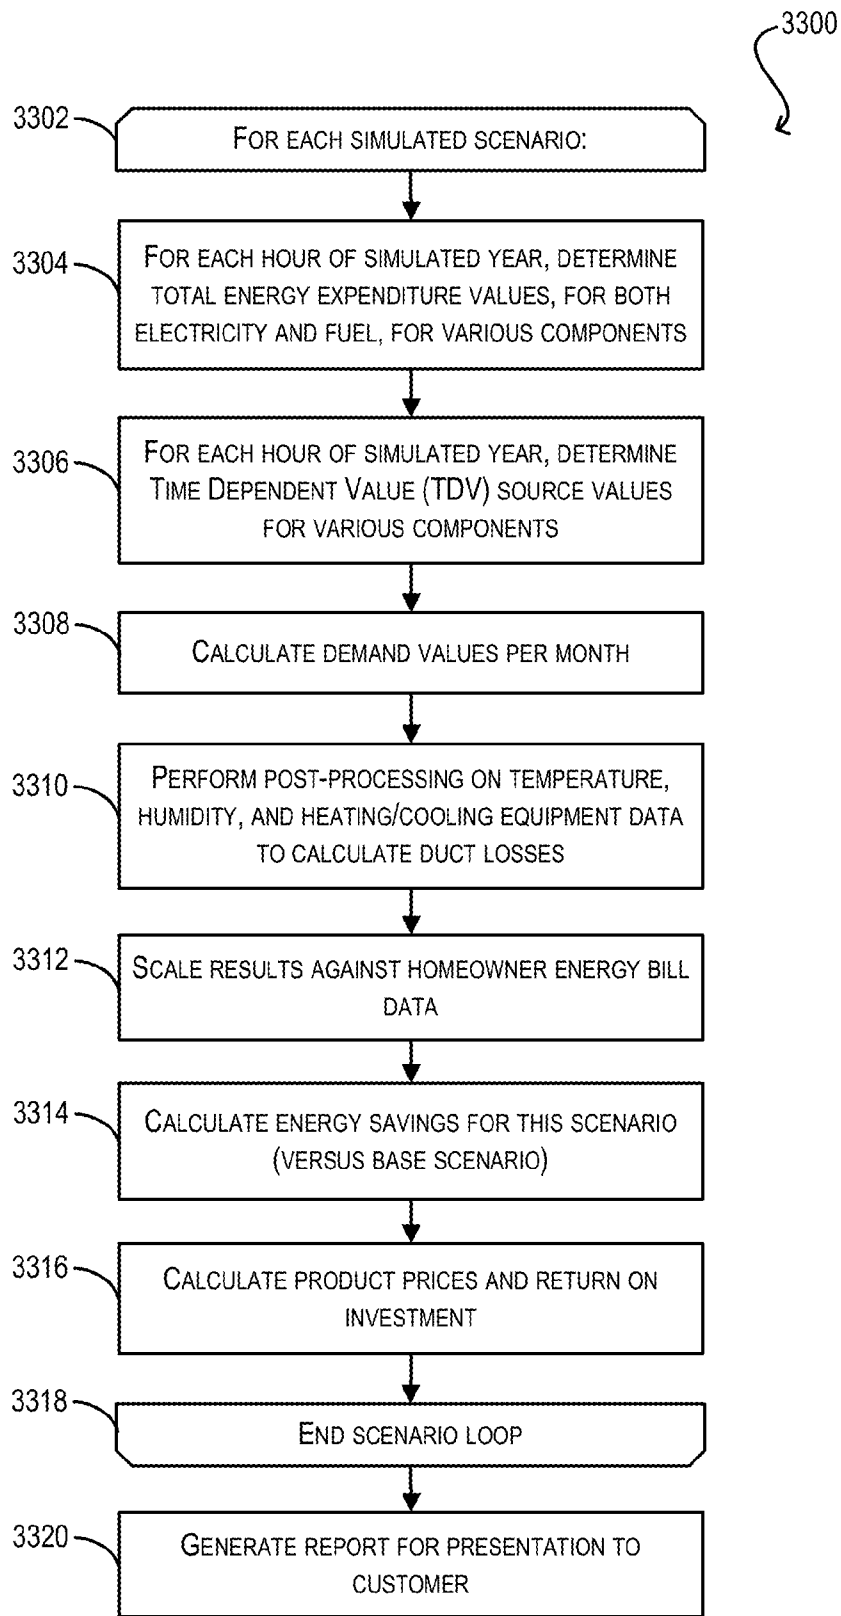 3300
3302
FOR EACH SIMULATED SCENARIO:
3304
FOR EACH HOUR OF SIMULATED YEAR, DETERMINE
TOTAL ENERGY EXPENDITURE VALUES, FOR BOTH
ELECTRICITY AND FUEL, FOR VARIOUS COMPONENTS
3306
FOR EACH HOUR OF SIMULATED YEAR, DETERMINE
TIME DEPENDENT VALUE (TDV) SOURCE VALUES
FOR VARIOUS COMPONENTS
3308
CALCULATE DEMAND VALUES PER MONTH
3310
PERFORM POST-PROCESSING ON TEMPERATURE,
HUMIDITY, AND HEATING/COOLING EQUIPMENT DATA
TO CALCULATE DUCT LOSSES
3312
SCALE RESULTS AGAINST HOMEOWNER ENERGY BILL
DATA
3314
CALCULATE ENERGY SAVINGS FOR THIS SCENARIO
(VERSUS BASE SCENARIO)
3316
CALCULATE PRODUCT PRICES AND RETURN ON
INVESTMENT
3318
END SCENARIO LOOP
3320
GENERATE REPORT FOR PRESENTATION TO
CUSTOMER